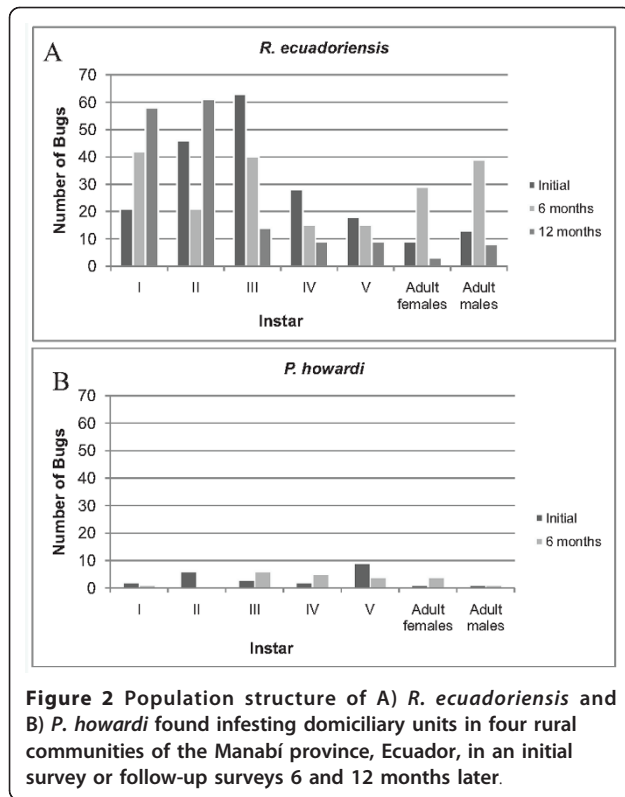 A
R. ecuadoriensis
70
60
50
40
30
20
10
0
Number of Bugs
I II III IV V Adult females Adult males
Instar
Initial
6 months
12 months
B
P. howardi
70
60
50
40
30
20
10
0
Number of Bugs
I II III IV V Adult females Adult males
Instar
Initial
6 months
Figure 2 Population structure of A) R. ecuadoriensis and
B) P. howardi found infesting domiciliary units in four rural
communities of the Manabí province, Ecuador, in an initial
survey or follow-up surveys 6 and 12 months later.